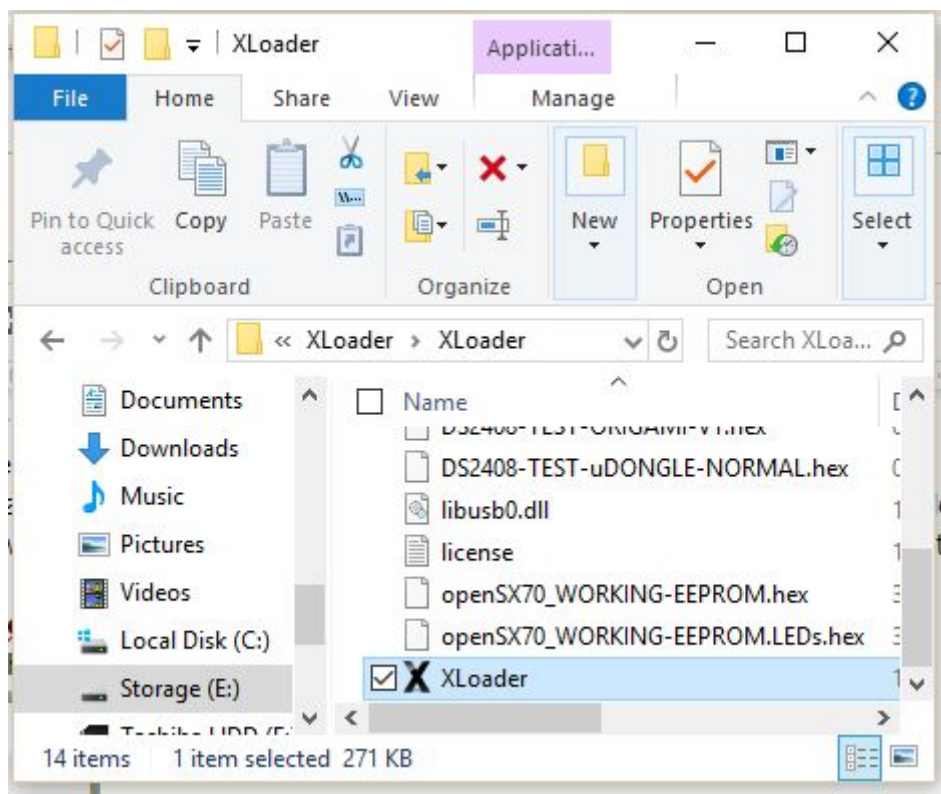 XLoader
Applicati...
File Home Share View Manage
Pin to Quick access
Copy
Paste
New
Properties
Select
Clipboard
Organize
Open
« XLoader > XLoader
Search XLoa...
Documents
Downloads
Music
Pictures
Videos
Local Disk (C:)
Storage (E:)
Name
DS2408-TEST-uDONGLE-NORMAL.hex
libusb0.dll
license
openSX70_WORKING-EEPROM.hex
openSX70_WORKING-EEPROM.LEDs.hex
XLoader
14 items 1 item selected 271 KB